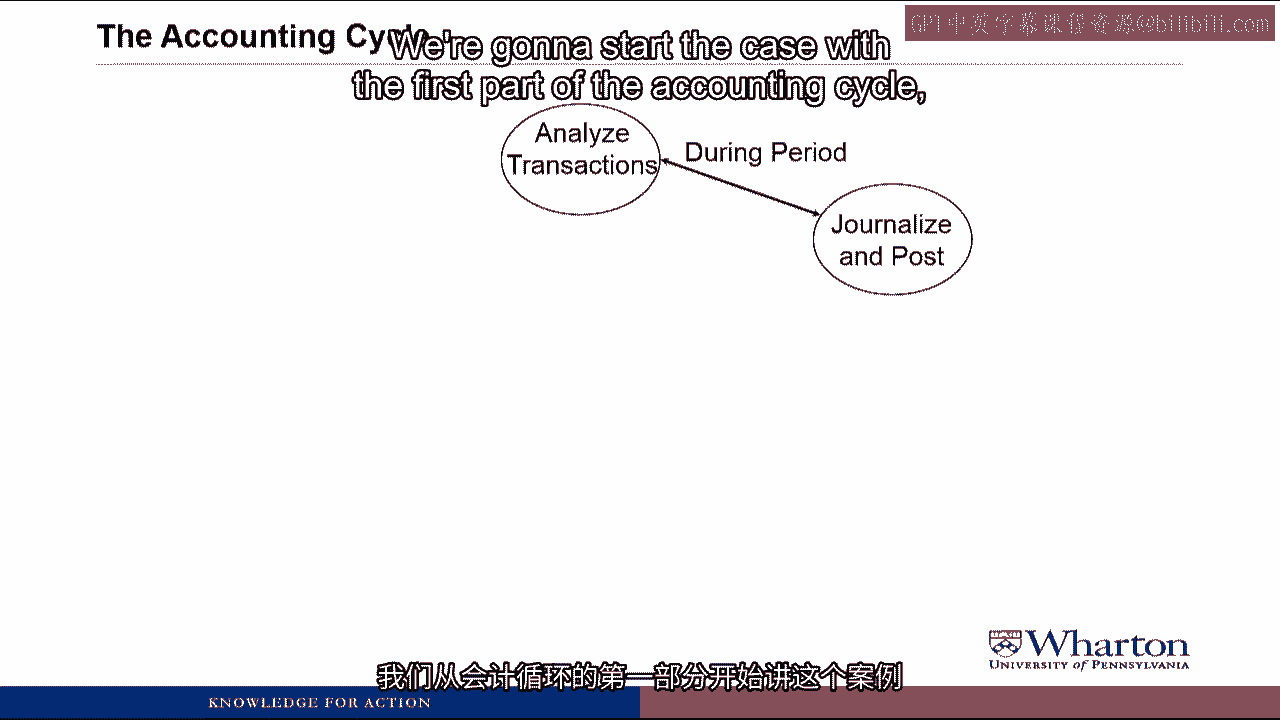 The Accounting Cycle
GPT中英字幕课程资源@bilibili.com
We're gonna start the case with
the first part of the accounting cycle,
Analyze
Transactions
During Period
Journalize
and Post
Wharton
UNIVERSITY of PENNSYLVANIA
我们从会计循环的第一部分开始讲这个案例
KNOWLEDGE FOR ACTION